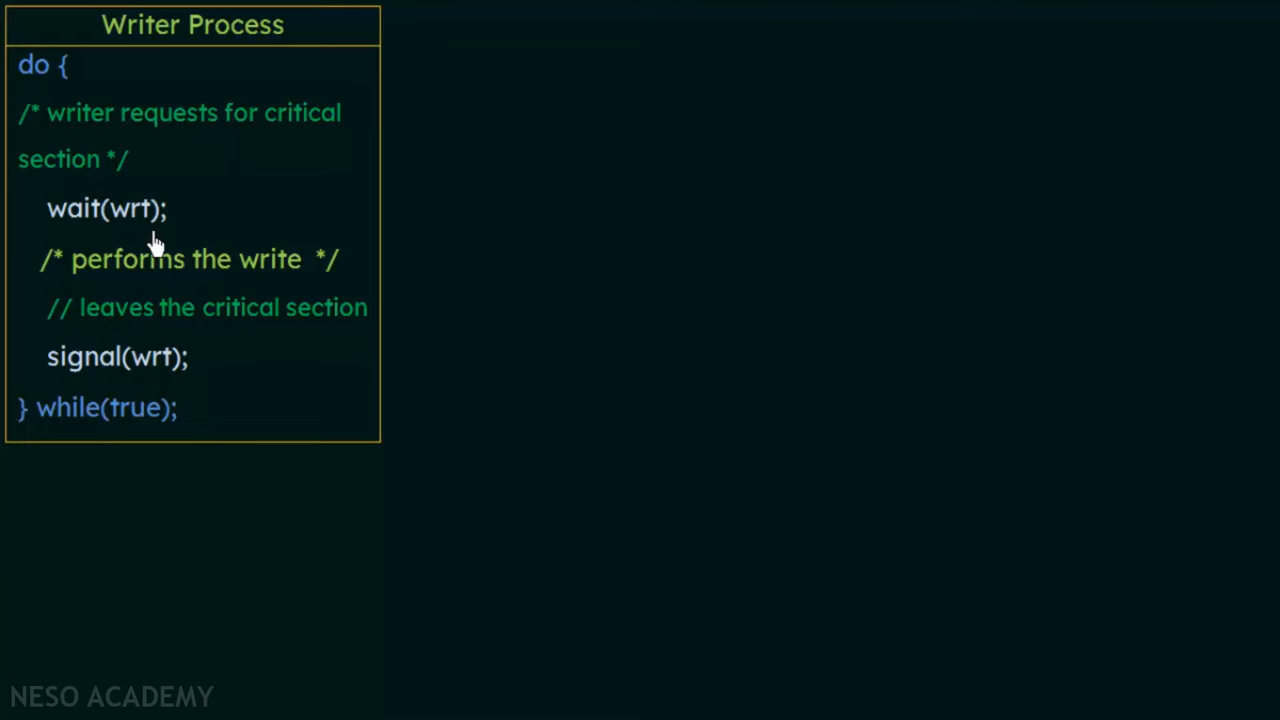 Writer Process
do {
/* writer requests for critical
section */
wait(wrt);
/* performs the write */
// leaves the critical section
signal(wrt);
} while(true);
NESO ACADEMY